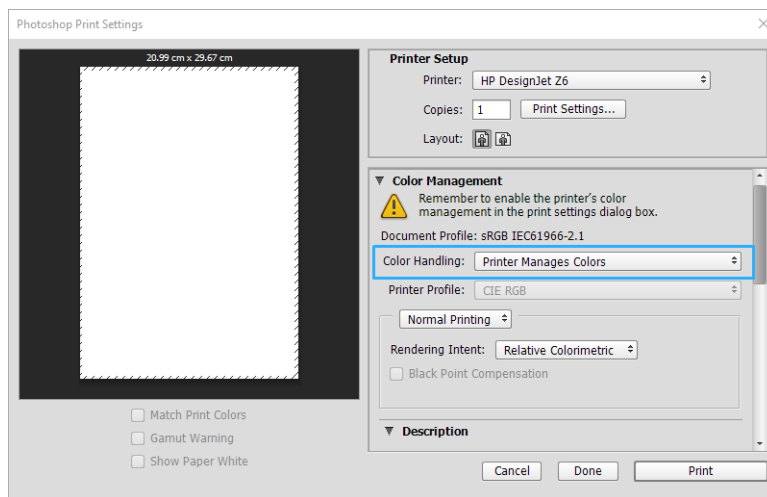 Photoshop Print Settings
20.99 cm x 29.67 cm
Match Print Colors
Gamut Warning
Show Paper White
Printer Setup
Printer: HP DesignJet Z6
Copies: 1 Print Settings...
Layout:
Color Management
Remember to enable the printer's color
management in the print settings dialog box.
Document Profile: sRGB IEC61966-2.1
Color Handling: Printer Manages Colors
Printer Profile: CIE RGB
Normal Printing
Rendering Intent: Relative Colorimetric
Black Point Compensation
Description
Cancel Done Print